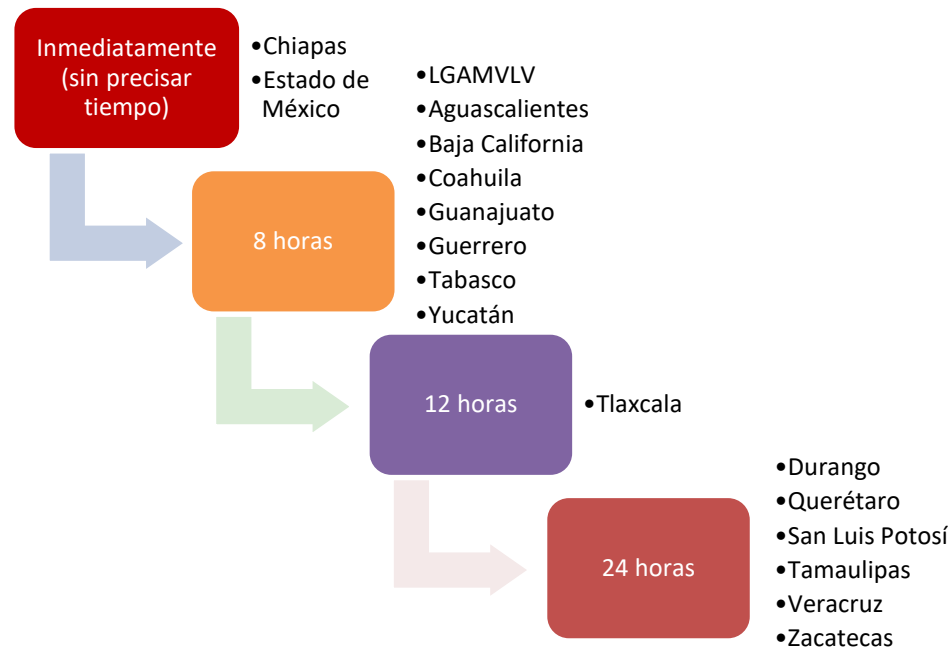 Inmediatamente
(sin precisar
tiempo)
•Chiapas
•Estado de
México
8 horas
•LGAMVLV
•Aguascalientes
•Baja California
•Coahuila
•Guanajuato
•Guerrero
•Tabasco
•Yucatán
12 horas
•Tlaxcala
24 horas
•Durango
•Querétaro
•San Luis Potosí
•Tamaulipas
•Veracruz
•Zacatecas